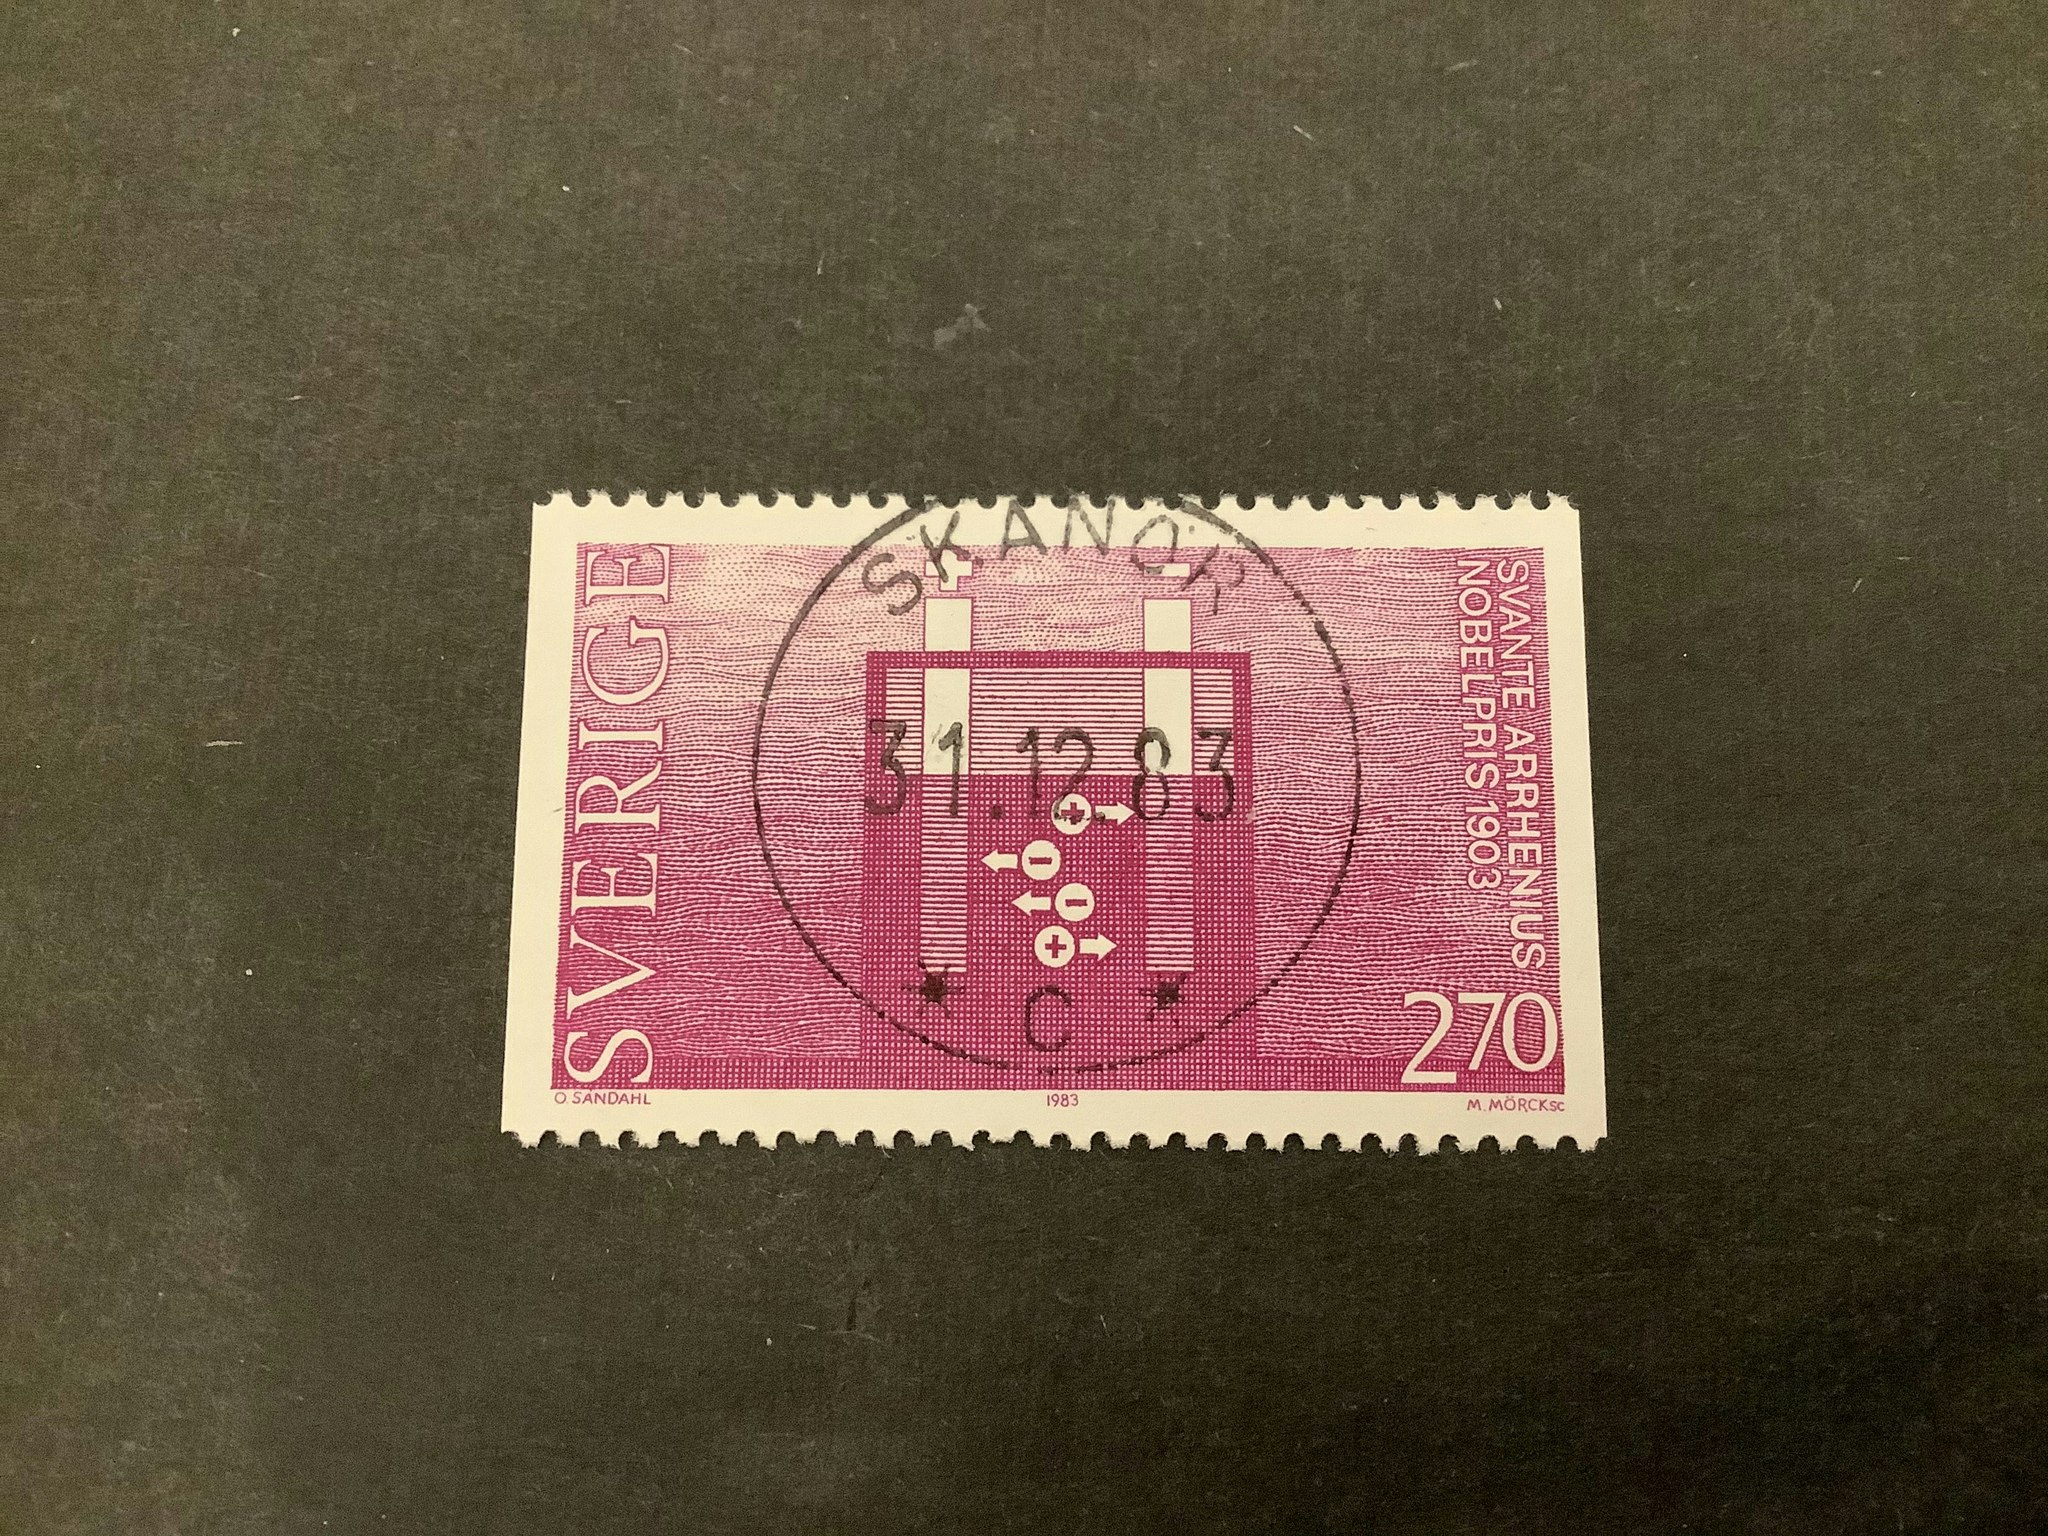 SVERIGE
SKANÖR
31.12.83
C
SVANTE ARRHENIUS
NOBELPRIS 1903
270
O. SANDAHL
1983
M. MÖRCK SC